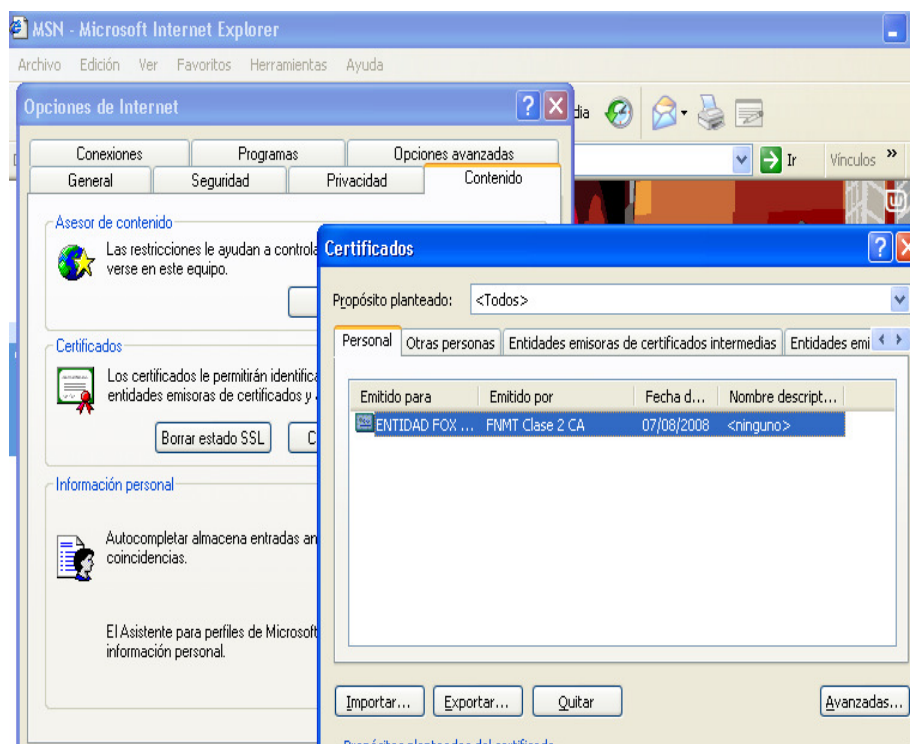 MSN - Microsoft Internet Explorer
Archivo Edición Ver Favoritos Herramientas Ayuda
Opciones de Internet
dia
Conexiones Programas Opciones avanzadas
Ir Vínculos »
General Seguridad Privacidad Contenido
Asesor de contenido
Las restricciones le ayudan a controla
verse en este equipo.
Certificados
Los certificados le permitirán identifica
entidades emisoras de certificados y
Borrar estado SSL C
Información personal
Autocompletar almacena entradas an
coincidencias.
El Asistente para perfiles de Microsoft
información personal.
Certificados
Propósito planteado: <Todos>
Personal Otras personas Entidades emisoras de certificados intermedias Entidades emi
Emitido para Emitido por Fecha d... Nombre descript...
ENTIDAD FOX ... FNMT Clase 2 CA 07/08/2008 <ninguno>
Importar... Exportar... Quitar Avanzadas...